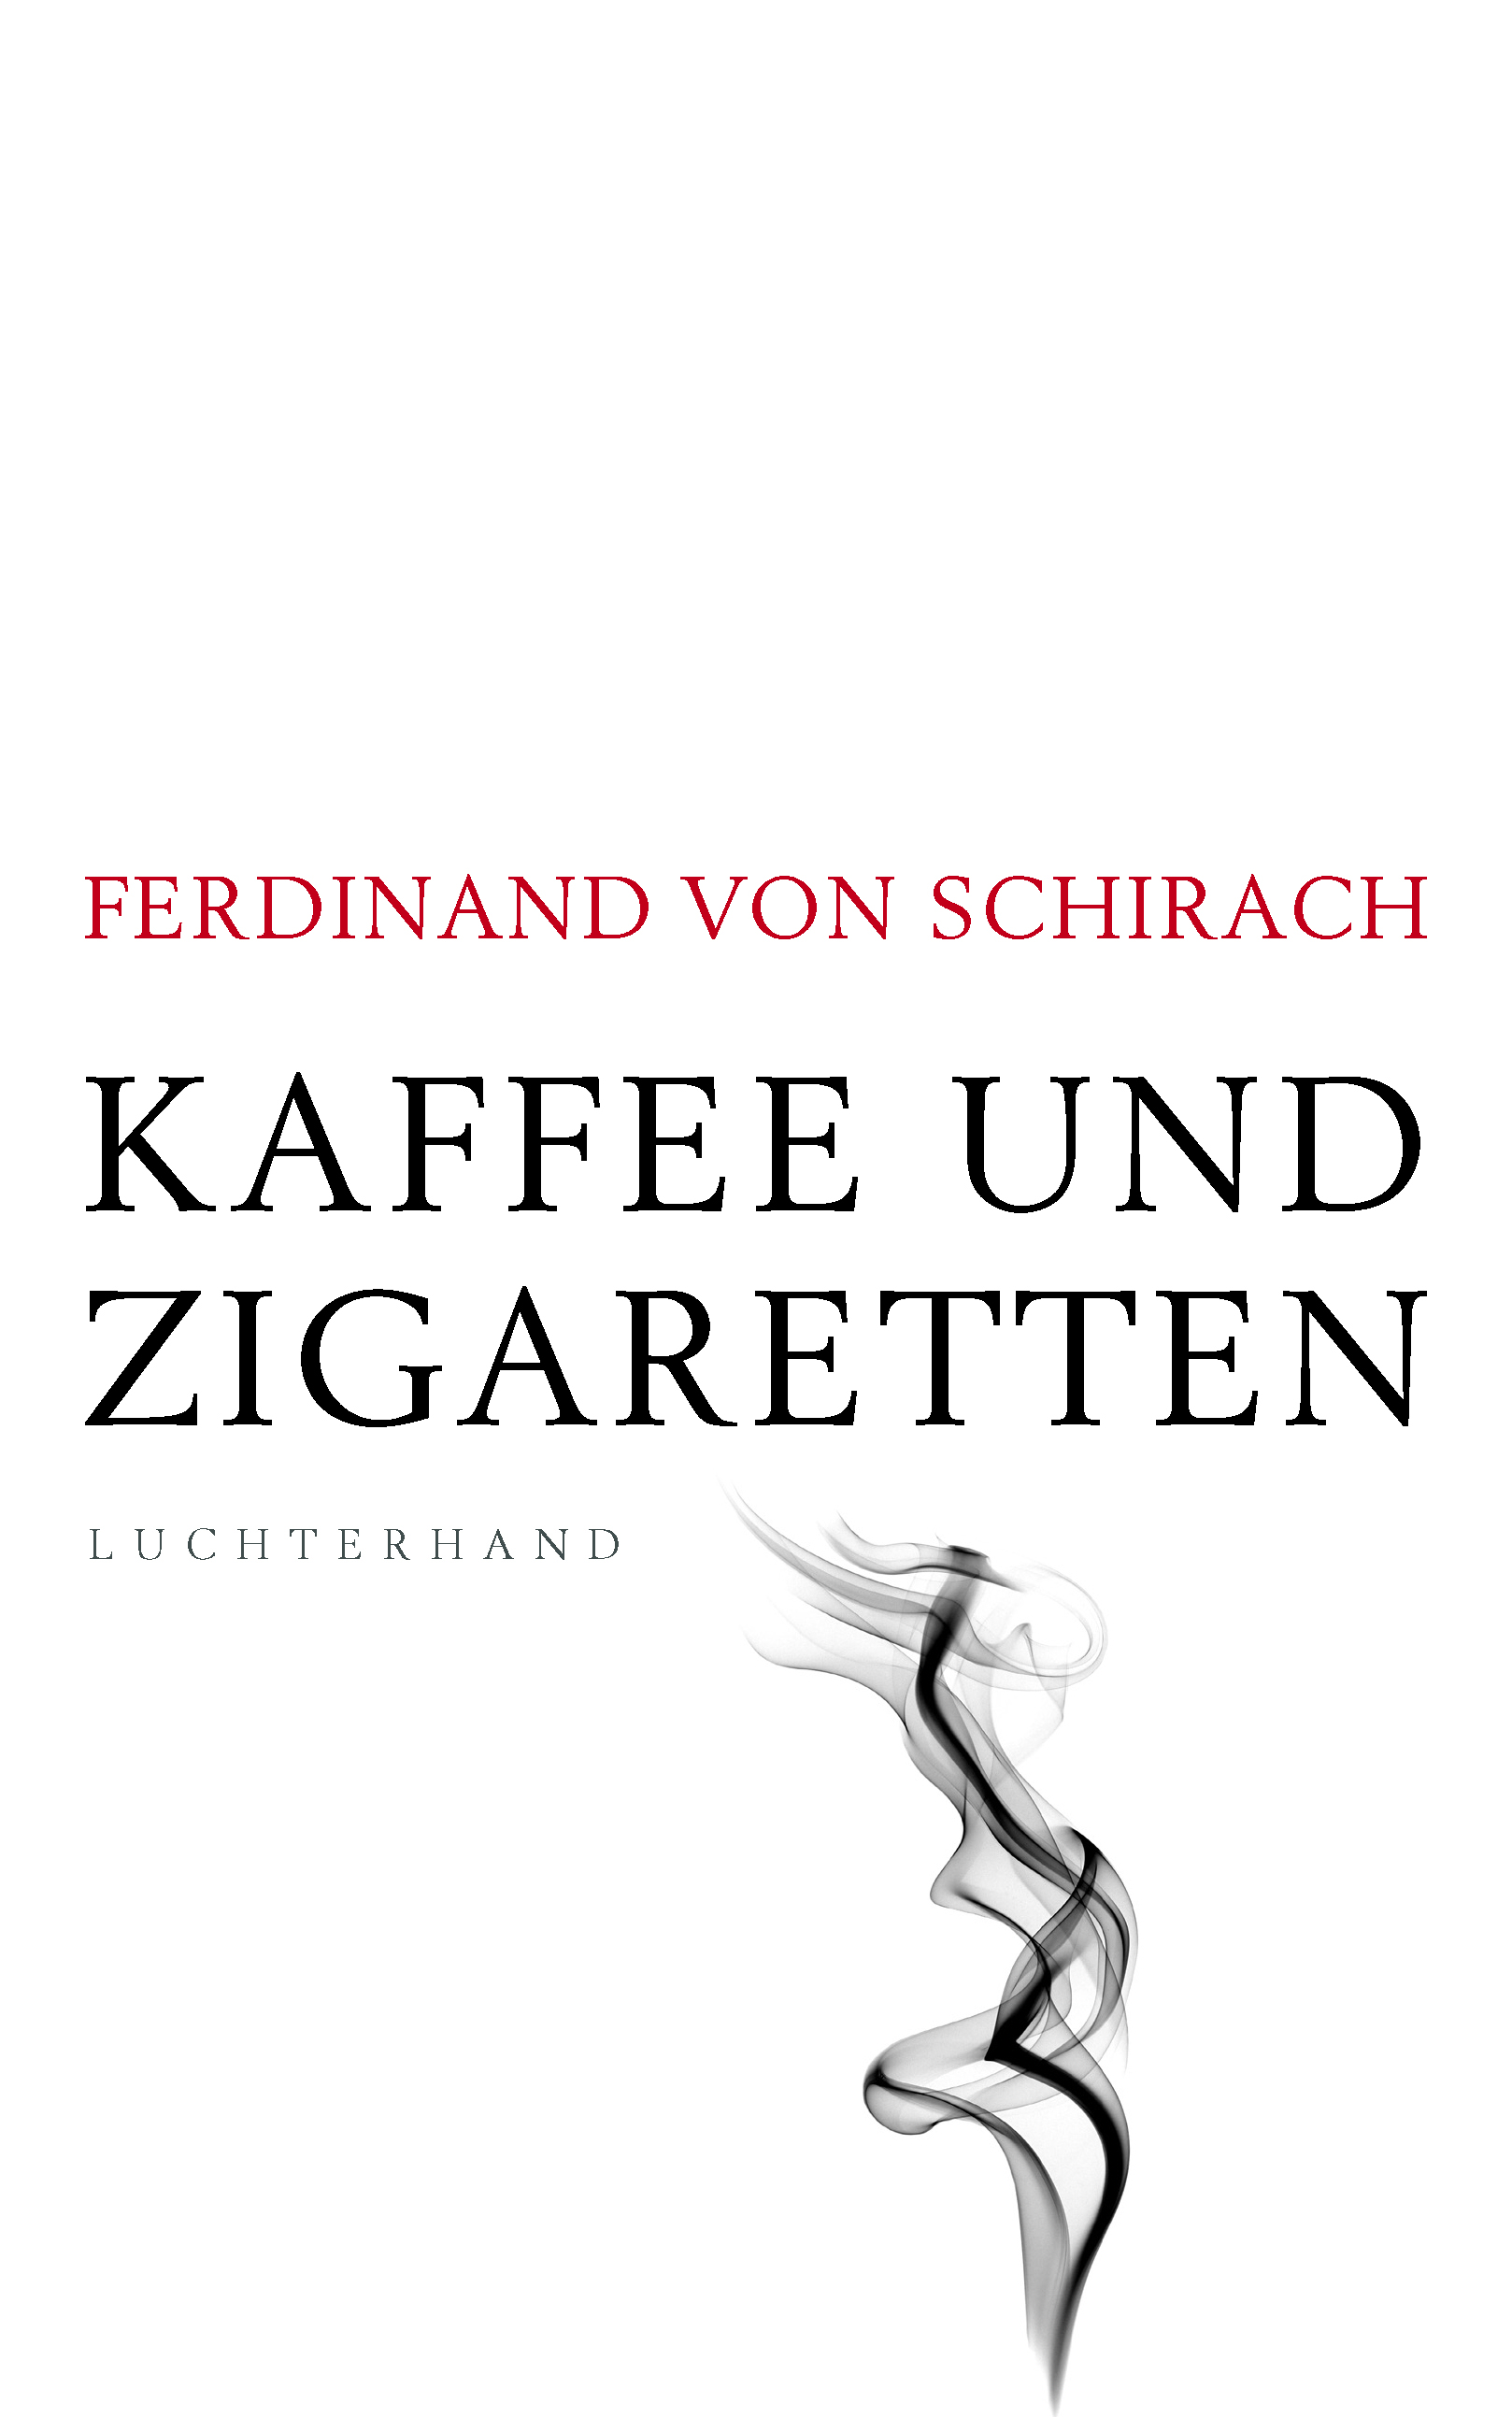 FERDINAND VON SCHIRACH
KAFFEE UND
ZIGARETTEN
LUCHTERHAND